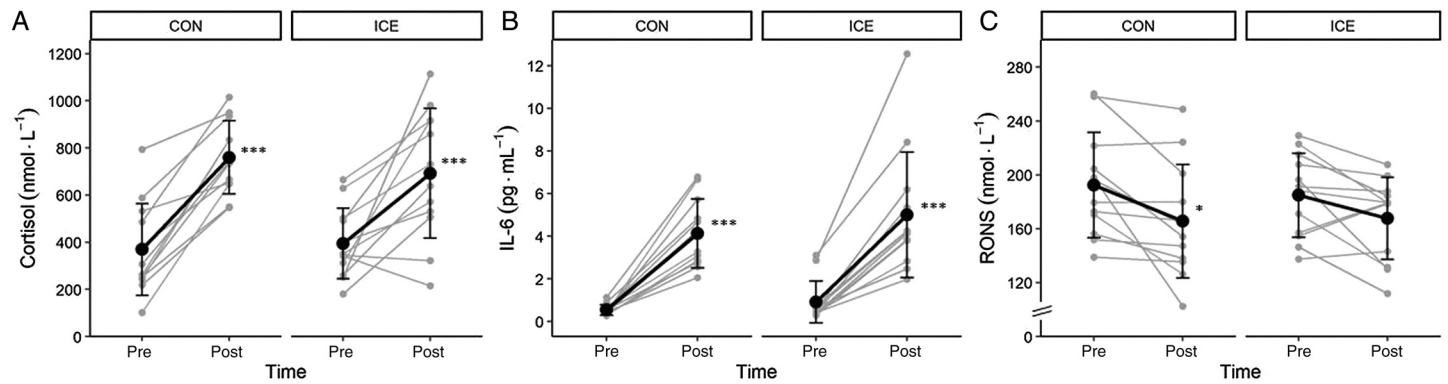 A
CON
ICE
Cortisol (nmol · L⁻¹)
1200
1000
800
600
400
200
0
***
***
Pre
Post
Pre
Post
Time
B
CON
ICE
IL-6 (pg · mL⁻¹)
12
10
8
6
4
2
0
***
***
Pre
Post
Pre
Post
Time
C
CON
ICE
RONS (nmol · L⁻¹)
280
240
200
160
120
0
*
Pre
Post
Pre
Post
Time